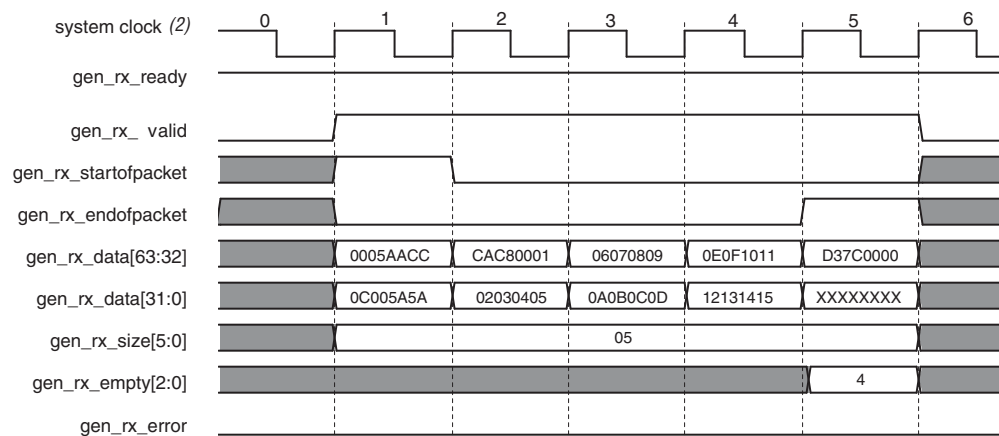 system clock (2) 0 1 2 3 4 5 6
gen_rx_ready
gen_rx_ valid
gen_rx_startofpacket
gen_rx_endofpacket
gen_rx_data[63:32] 0005AACC CAC80001 06070809 0E0F1011 D37C0000
gen_rx_data[31:0] 0C005A5A 02030405 0A0B0C0D 12131415 XXXXXXXX
gen_rx_size[5:0] 05
gen_rx_empty[2:0] 4
gen_rx_error